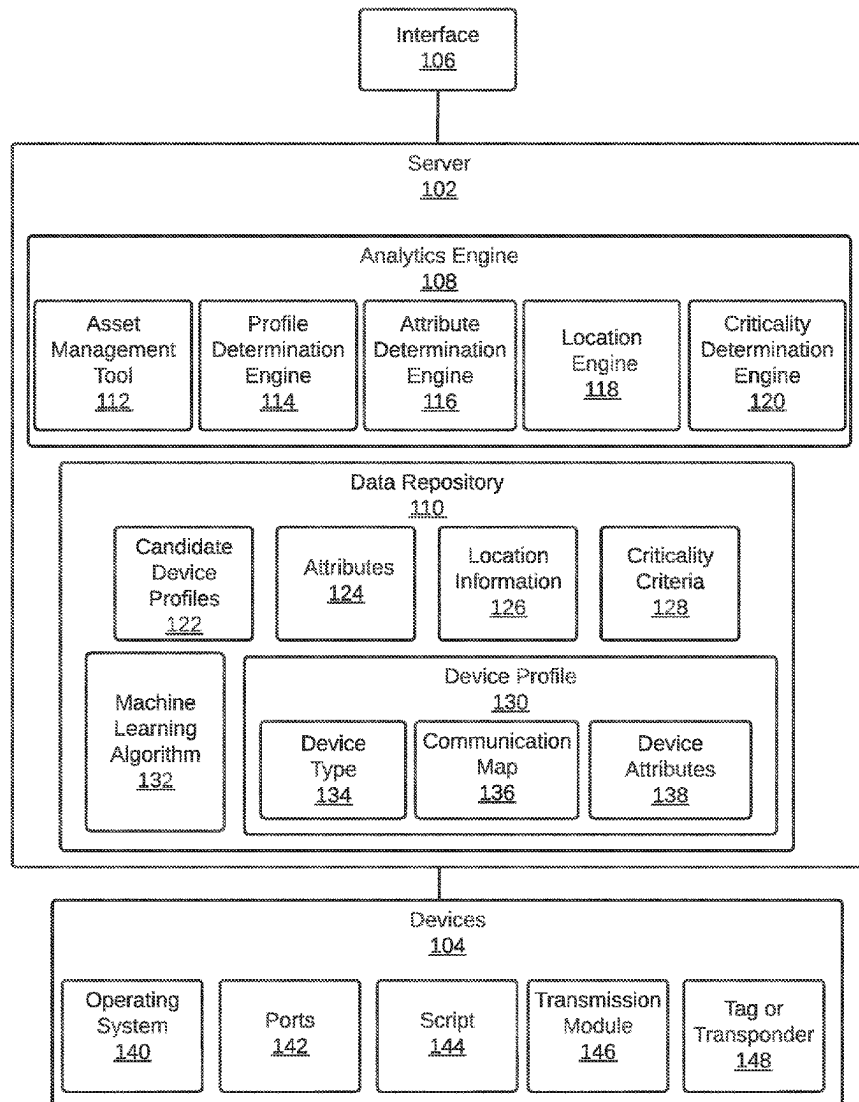 Interface
106
Server
102
Analytics Engine
108
Asset
Management
Tool
112
Profile
Determination
Engine
114
Attribute
Determination
Engine
116
Location
Engine
118
Criticality
Determination
Engine
120
Data Repository
110
Candidate
Device
Profiles
122
Attributes
124
Location
Information
126
Criticality
Criteria
128
Machine
Learning
Algorithm
132
Device Profile
130
Device
Type
134
Communication
Map
136
Device
Attributes
138
Devices
104
Operating
System
140
Ports
142
Script
144
Transmission
Module
146
Tag or
Transponder
148